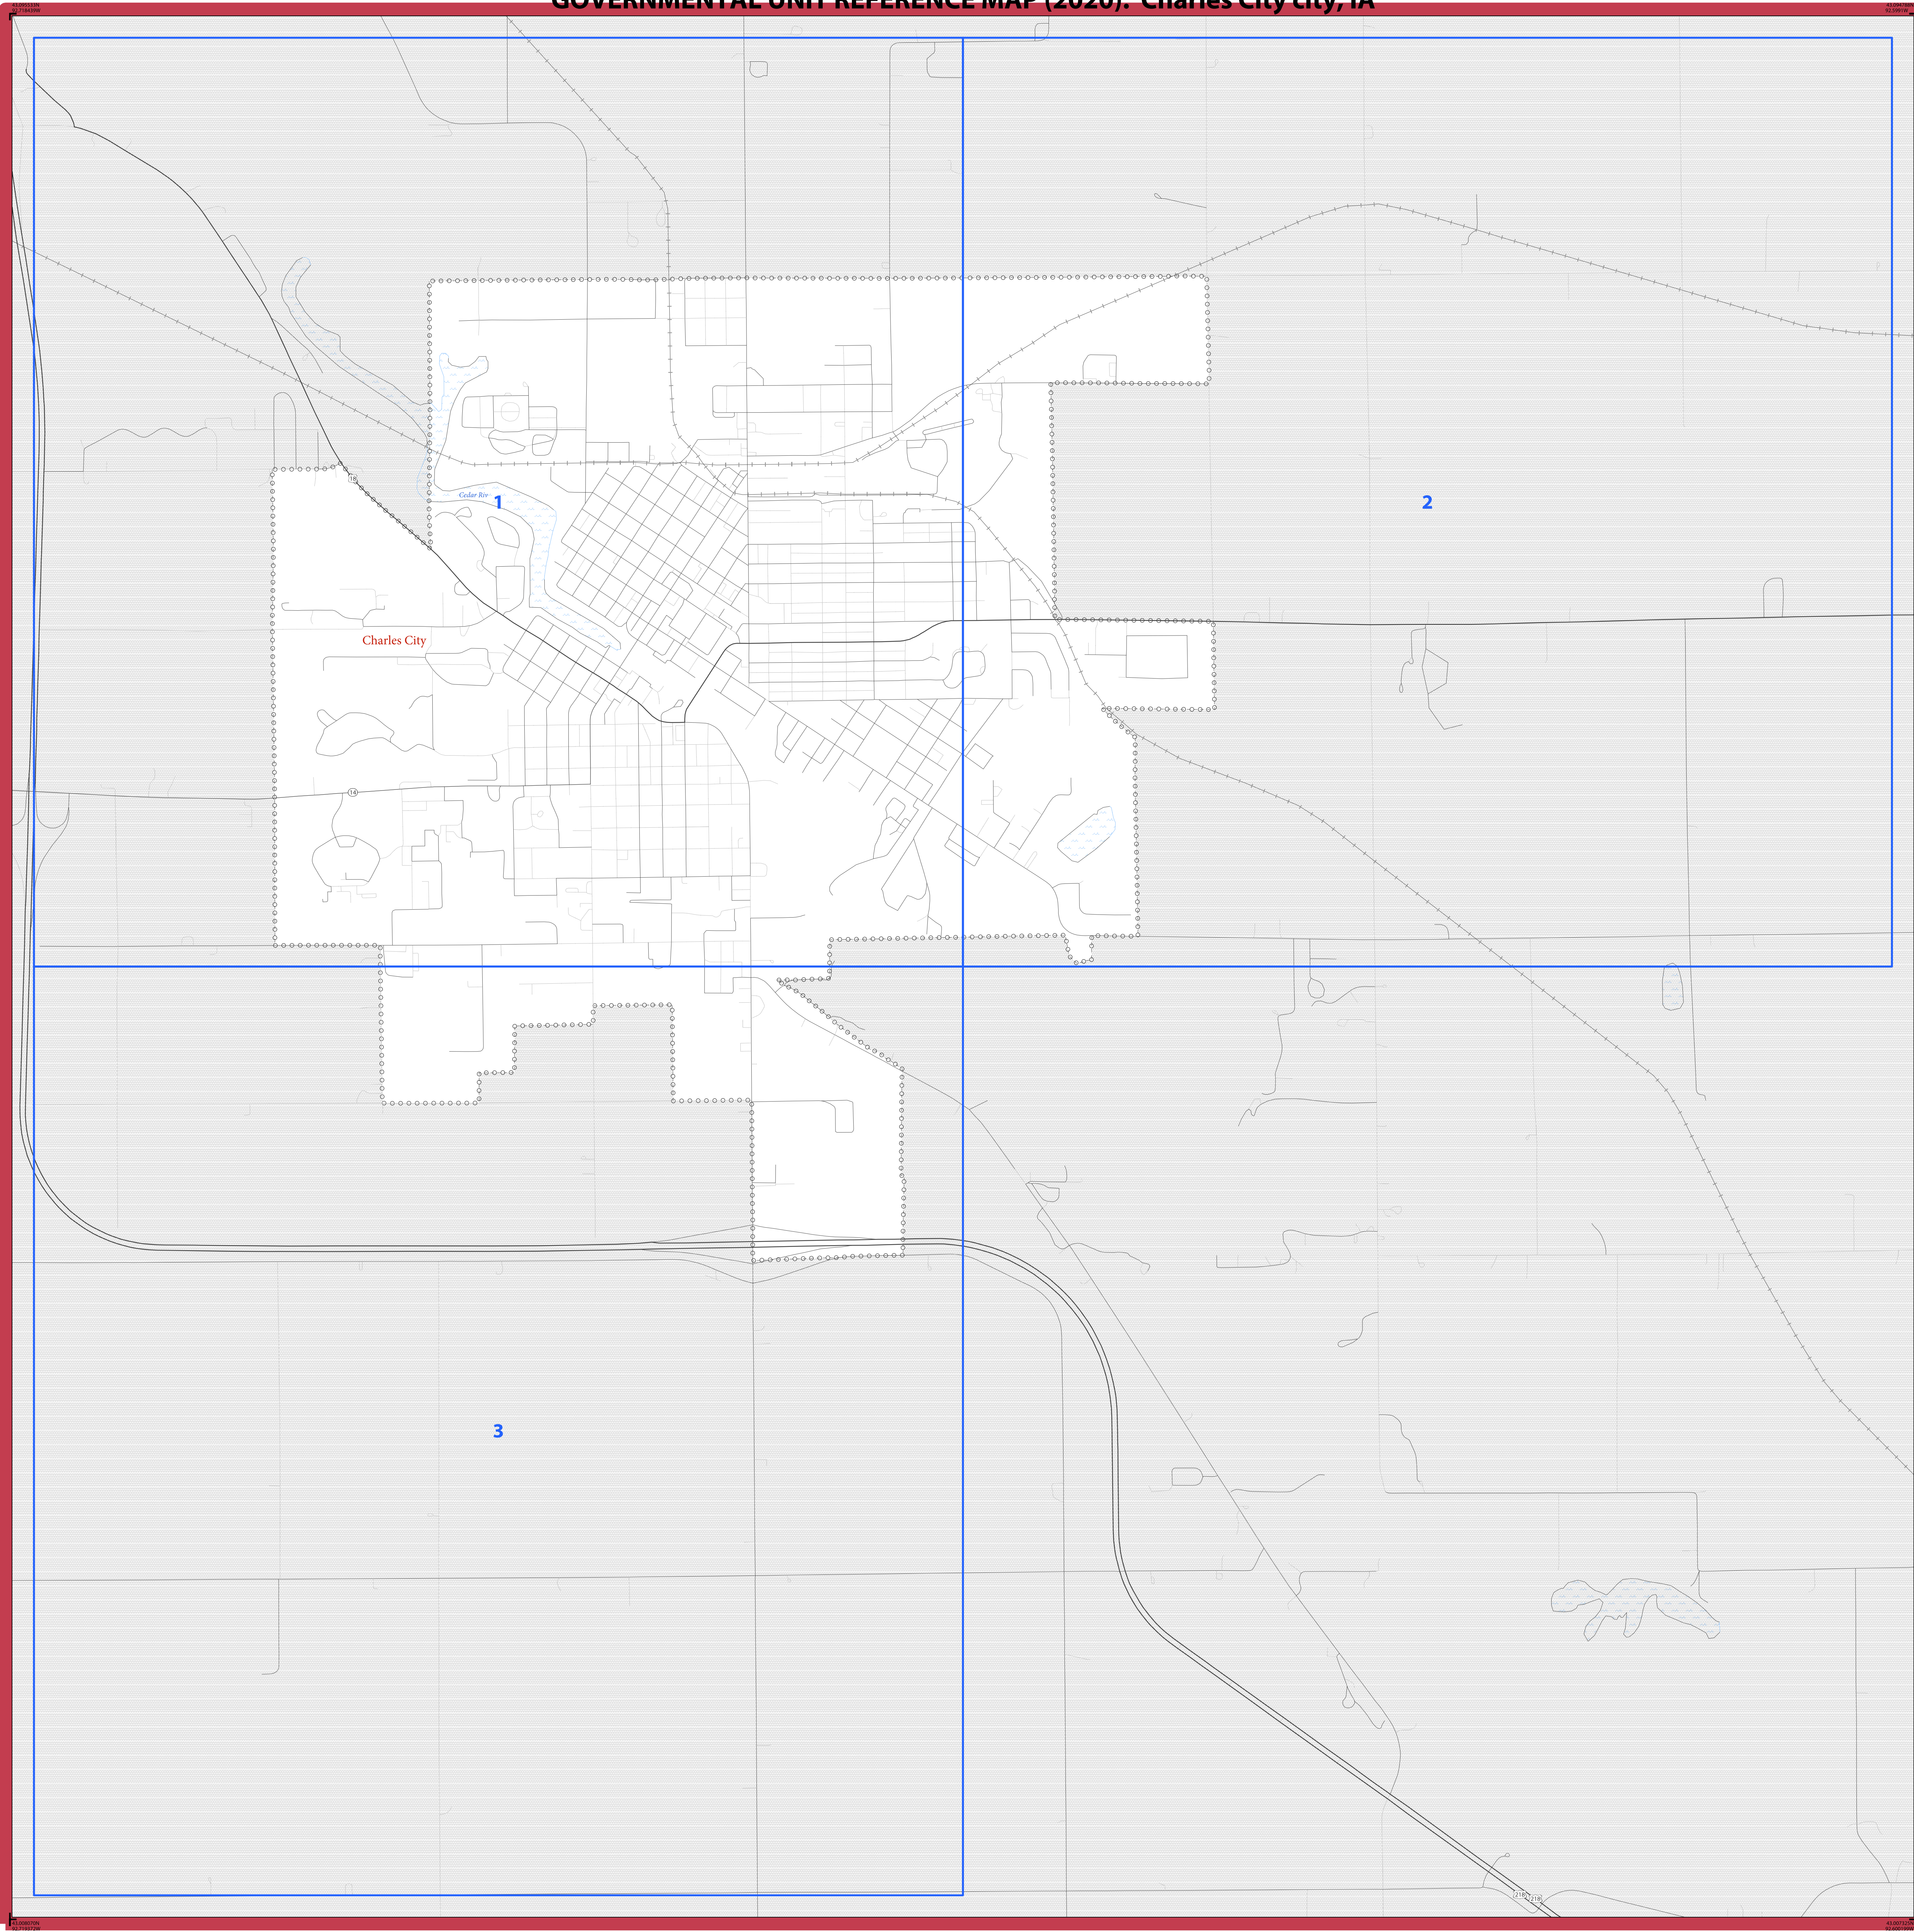 GOVERNMENTAL UNIT REFERENCE MAP (2020): Charles City city, IA
18
Cedar Riv
1
2
Charles City
14
3
218
218